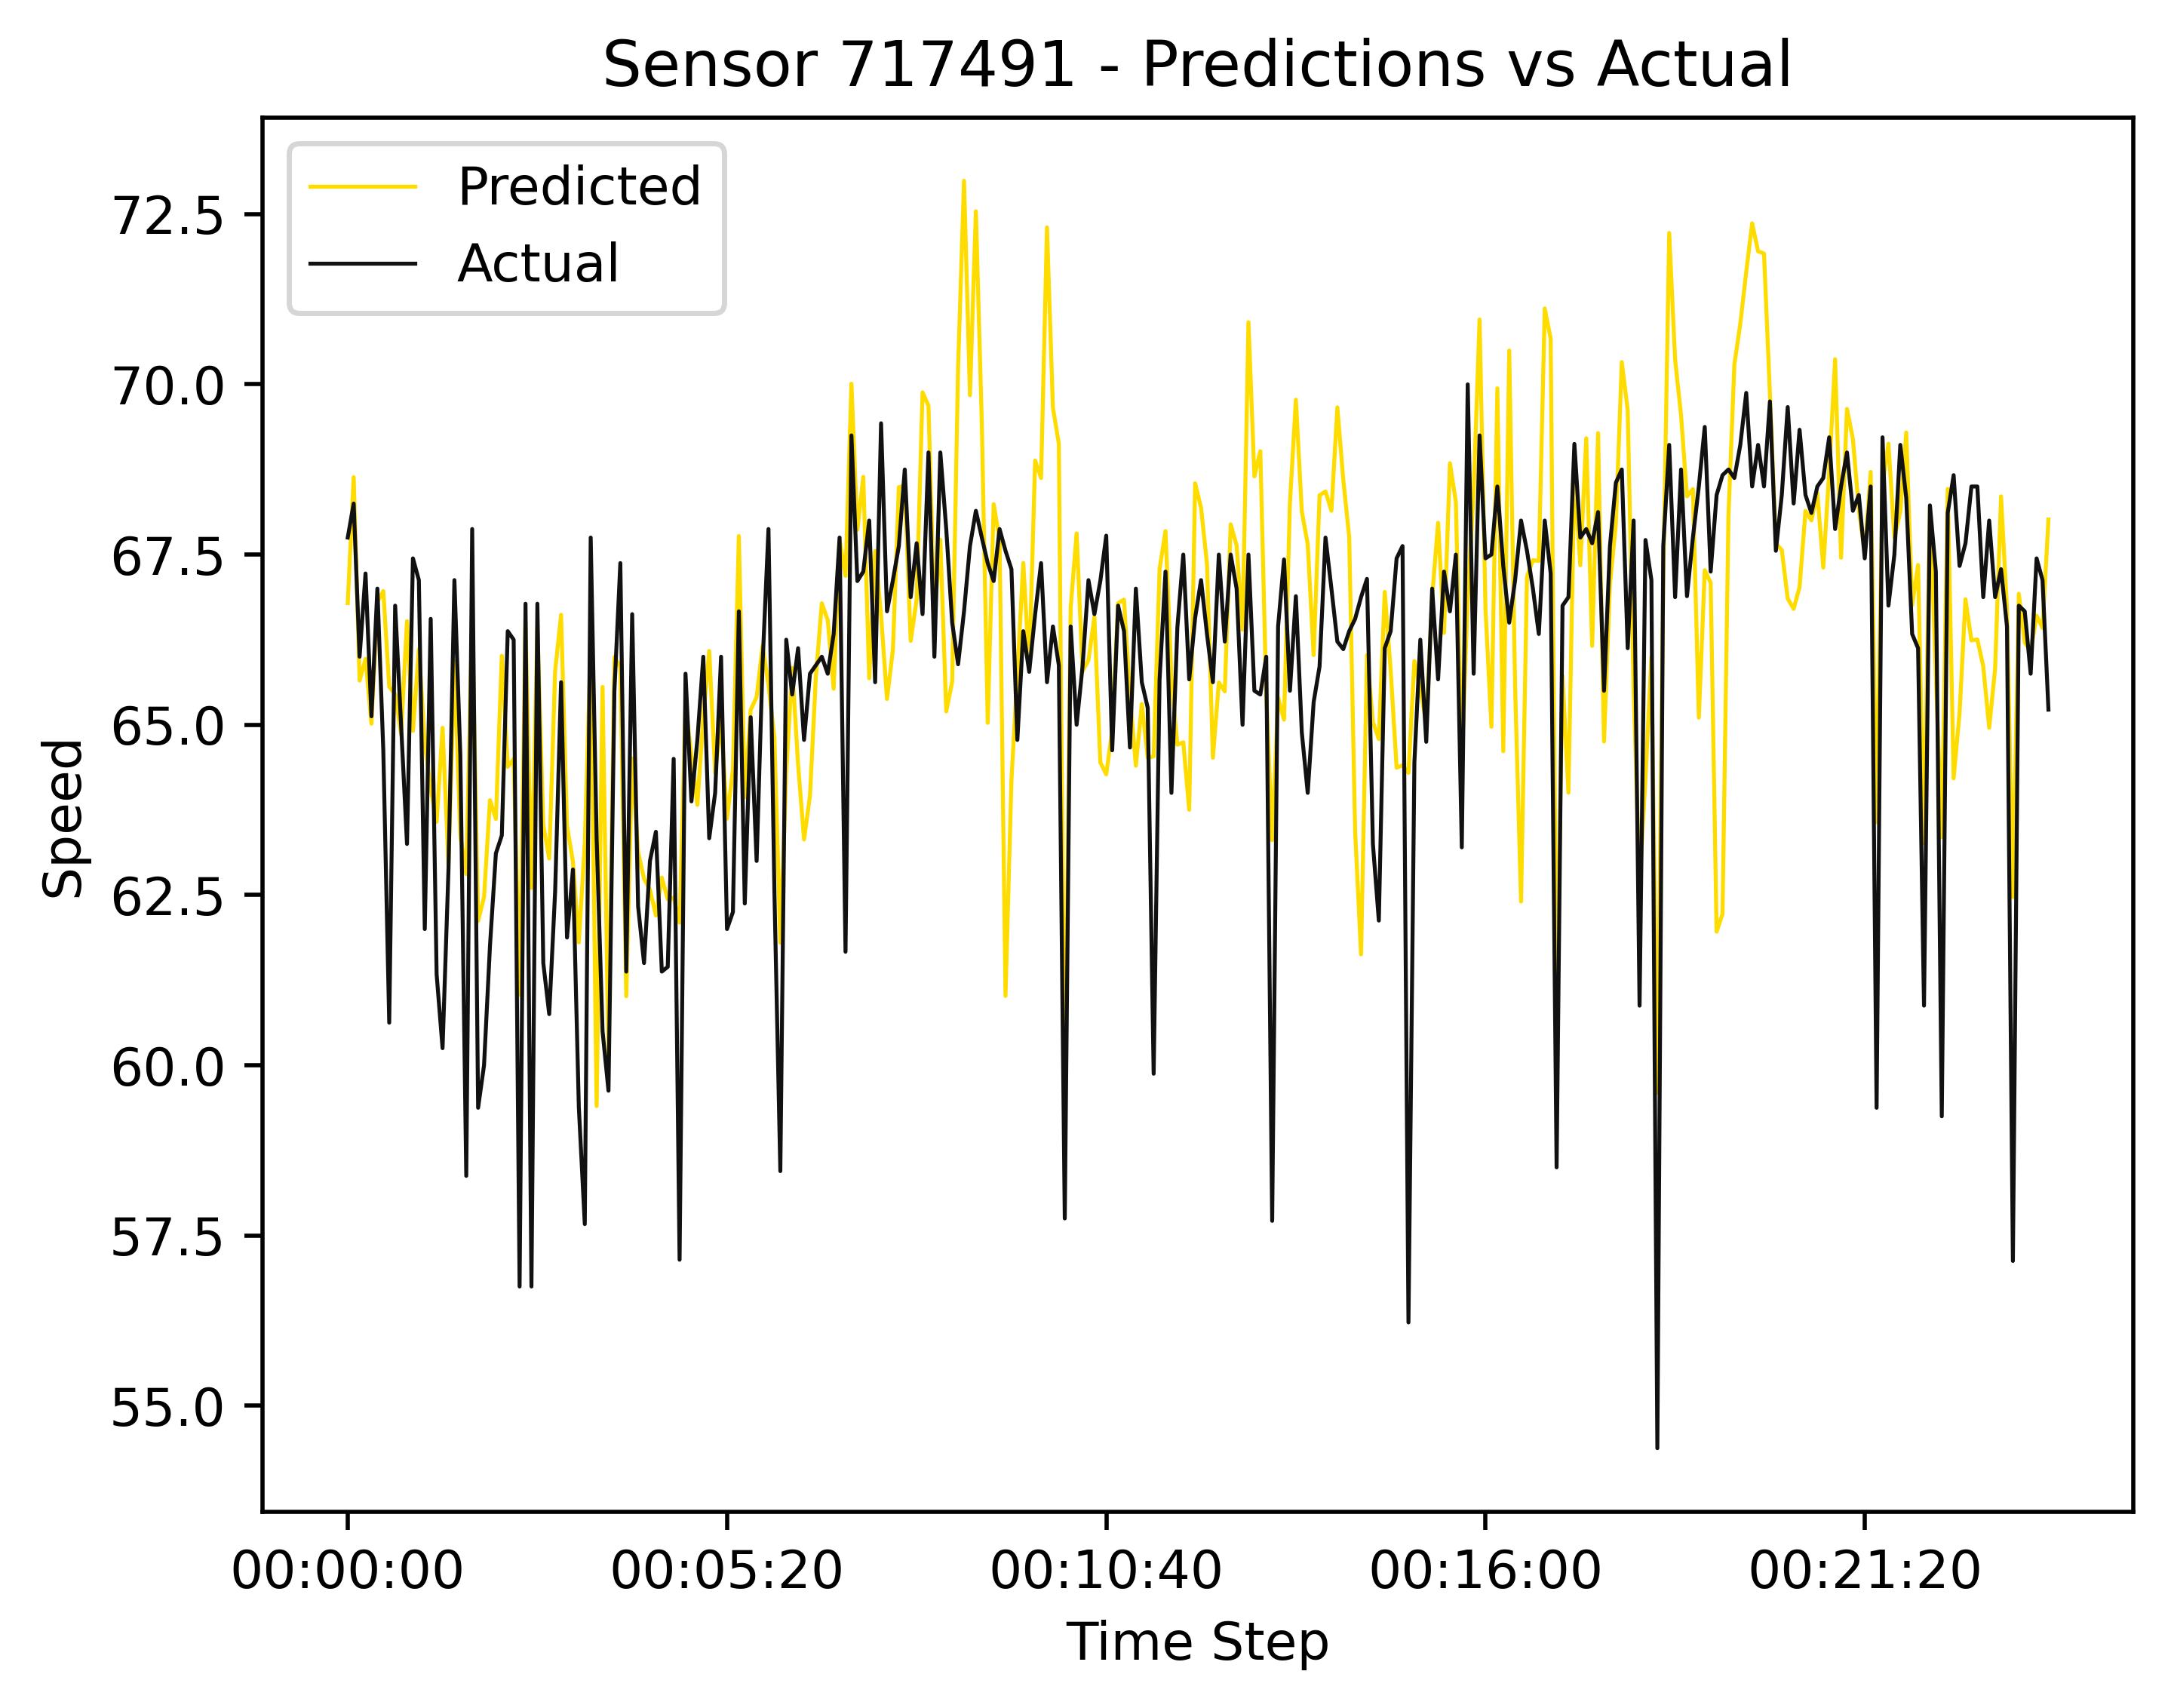 Sensor 717491 - Predictions vs Actual
Predicted
Actual
72.5
70.0
67.5
65.0
62.5
60.0
57.5
55.0
Speed
00:00:00 00:05:20 00:10:40 00:16:00 00:21:20
Time Step